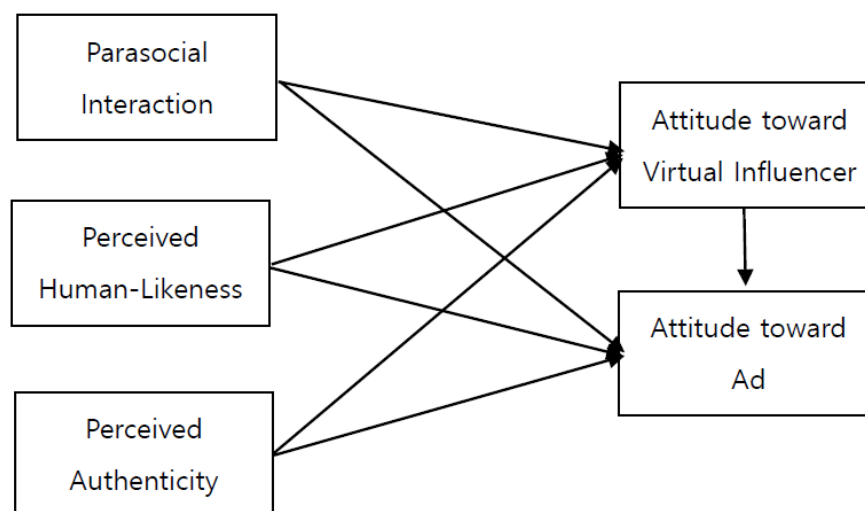 Parasocial
Interaction
Attitude toward
Virtual Influencer
Perceived
Human-Likeness
Attitude toward
Ad
Perceived
Authenticity